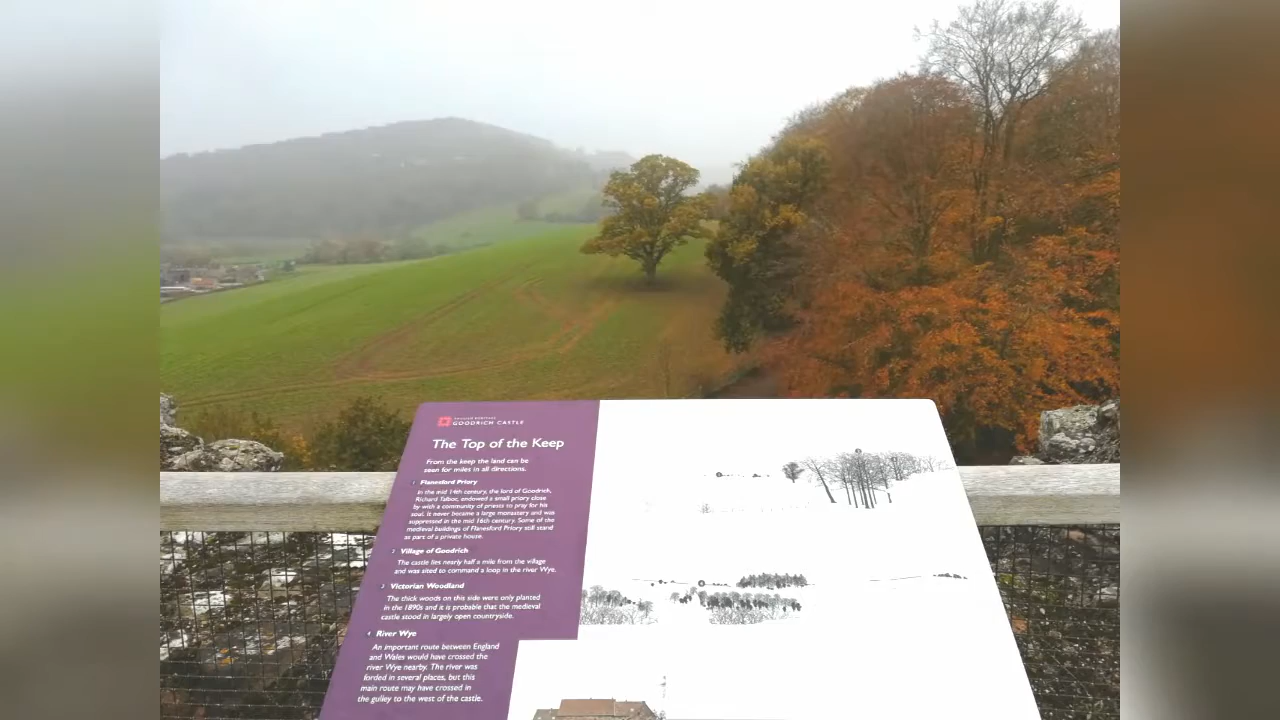 ENGLISH HERITAGE
GOODRICH CASTLE
The Top of the Keep
From the keep the land can be
seen for miles in all directions.
1 Flanesford Priory
In the mid 14th century, the lord of Goodrich,
Richard Talbot, endowed a small priory close
by with a community of priests to pray for his
soul. It never became a large monastery and was
suppressed in the mid 16th century. Some of the
medieval buildings of Flanesford Priory still stand
as part of a private house.
2 Village of Goodrich
The castle lies nearly half a mile from the village
and was sited to command a loop in the river Wye.
3 Victorian Woodland
The thick woods on this side were only planted
in the 1890s and it is probable that the medieval
castle stood in largely open countryside.
4 River Wye
An important route between England
and Wales would have crossed the
river Wye nearby. The river was
forded in several places, but this
main route may have crossed in
the gulley to the west of the castle.